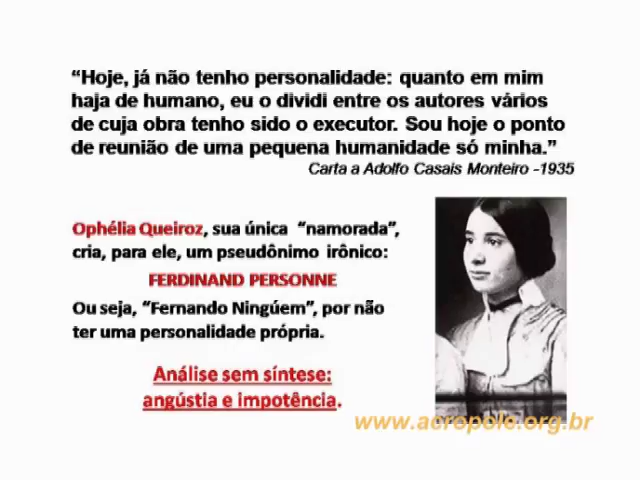 “Hoje, já não tenho personalidade: quanto em mim
haja de humano, eu o dividi entre os autores vários
de cuja obra tenho sido o executor. Sou hoje o ponto
de reunião de uma pequena humanidade só minha.”
Carta a Adolfo Casais Monteiro -1935
Ophélia Queiroz, sua única “namorada”,
cria, para ele, um pseudônimo irônico:
FERDINAND PERSONNE
Ou seja, “Fernando Ningúem”, por não
ter uma personalidade própria.
Análise sem síntese:
angústia e impotência.
www.acropole.org.br